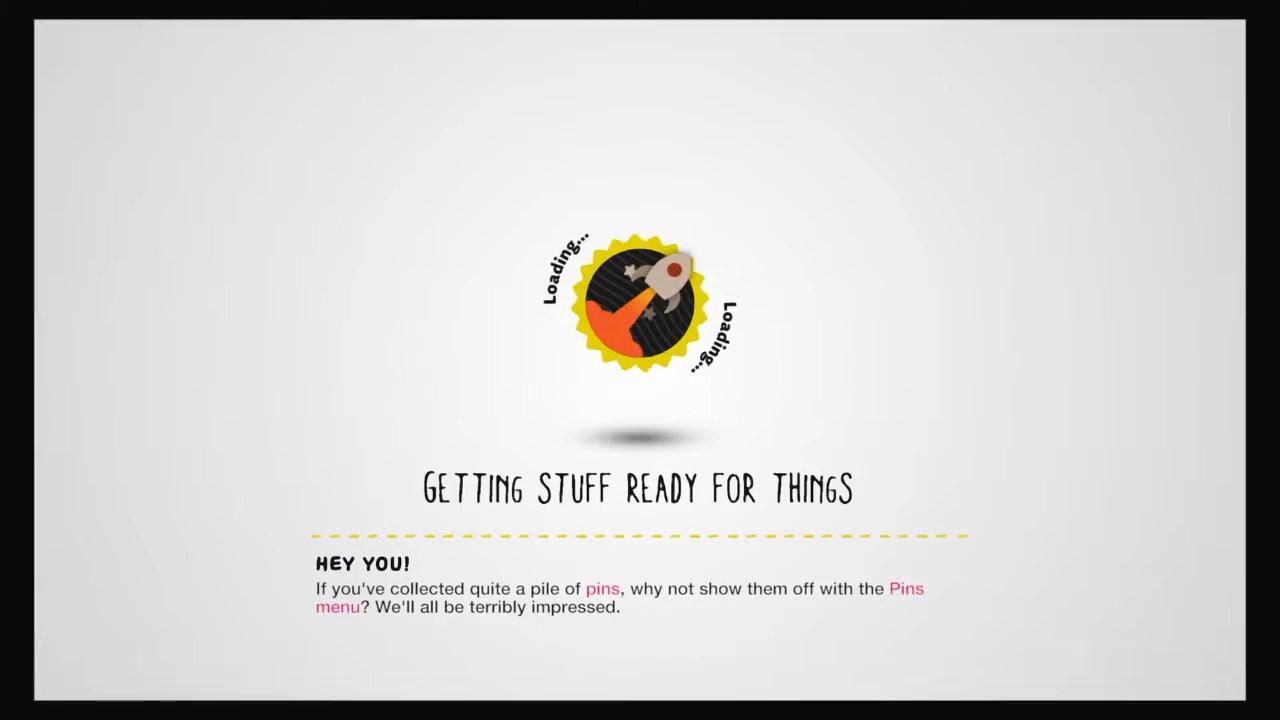 Loading...
Loading...
GETTING STUFF READY FOR THINGS
HEY YOU!
If you've collected quite a pile of pins, why not show them off with the Pins
menu? We'll all be terribly impressed.